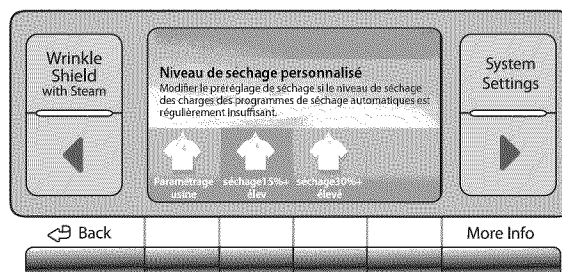 Wrinkle
Shield
with Steam
Niveau de sechage personnalisé
Modifier le préréglage de séchage si le niveau de séchage
des charges des programmes de séchage automatiques est
régulièrement insuffisant.
System
Settings
Paramétrage
usine
séchage15%+
élev
sechage30%+
élevé
Back
More Info